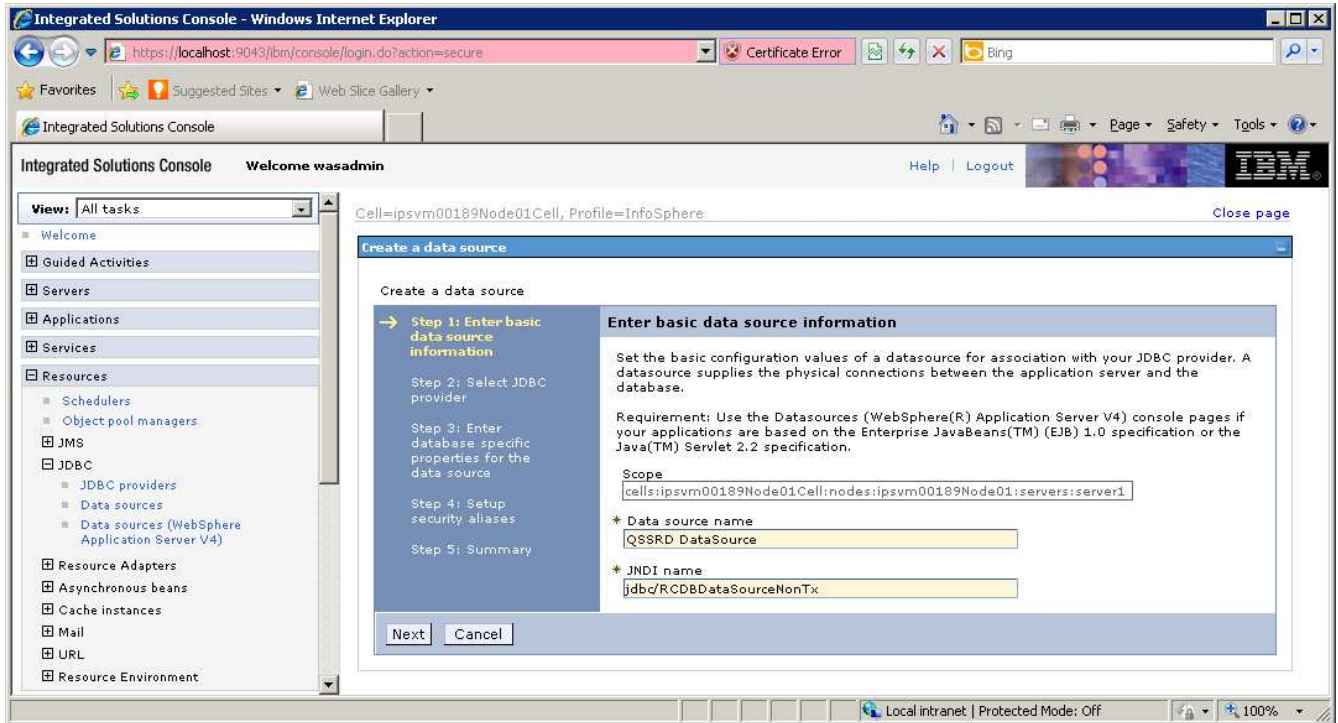 Integrated Solutions Console - Windows Internet Explorer
https://localhost:9043/ibm/console/login.do?action=secure
Certificate Error
Bing
Favorites
Suggested Sites
Web Slice Gallery
Integrated Solutions Console
Page
Safety
Tools
Integrated Solutions Console Welcome wasadmin
Help | Logout
IBM
View: All tasks
Welcome
Guided Activities
Servers
Applications
Services
Resources
Schedulers
Object pool managers
JMS
JDBC
JDBC providers
Data sources
Data sources (WebSphere
Application Server V4)
Resource Adapters
Asynchronous beans
Cache instances
Mail
URL
Resource Environment
Cell=ipsvm00189Node01Cell, Profile=InfoSphere
Close page
Create a data source
Create a data source
Step 1: Enter basic
data source
information
Step 2: Select JDBC
provider
Step 3: Enter
database specific
properties for the
data source
Step 4: Setup
security aliases
Step 5: Summary
Enter basic data source information
Set the basic configuration values of a datasource for association with your JDBC provider. A
datasource supplies the physical connections between the application server and the
database.
Requirement: Use the Datasources (WebSphere(R) Application Server V4) console pages if
your applications are based on the Enterprise JavaBeans(TM) (EJB) 1.0 specification or the
Java(TM) Servlet 2.2 specification.
Scope
cells:ipsvm00189Node01Cell:nodes:ipsvm00189Node01:servers:server1
* Data source name
QSSRD DataSource
* JNDI name
jdbc/RCDBDataSourceNonTx
Next
Cancel
Local intranet | Protected Mode: Off
100%